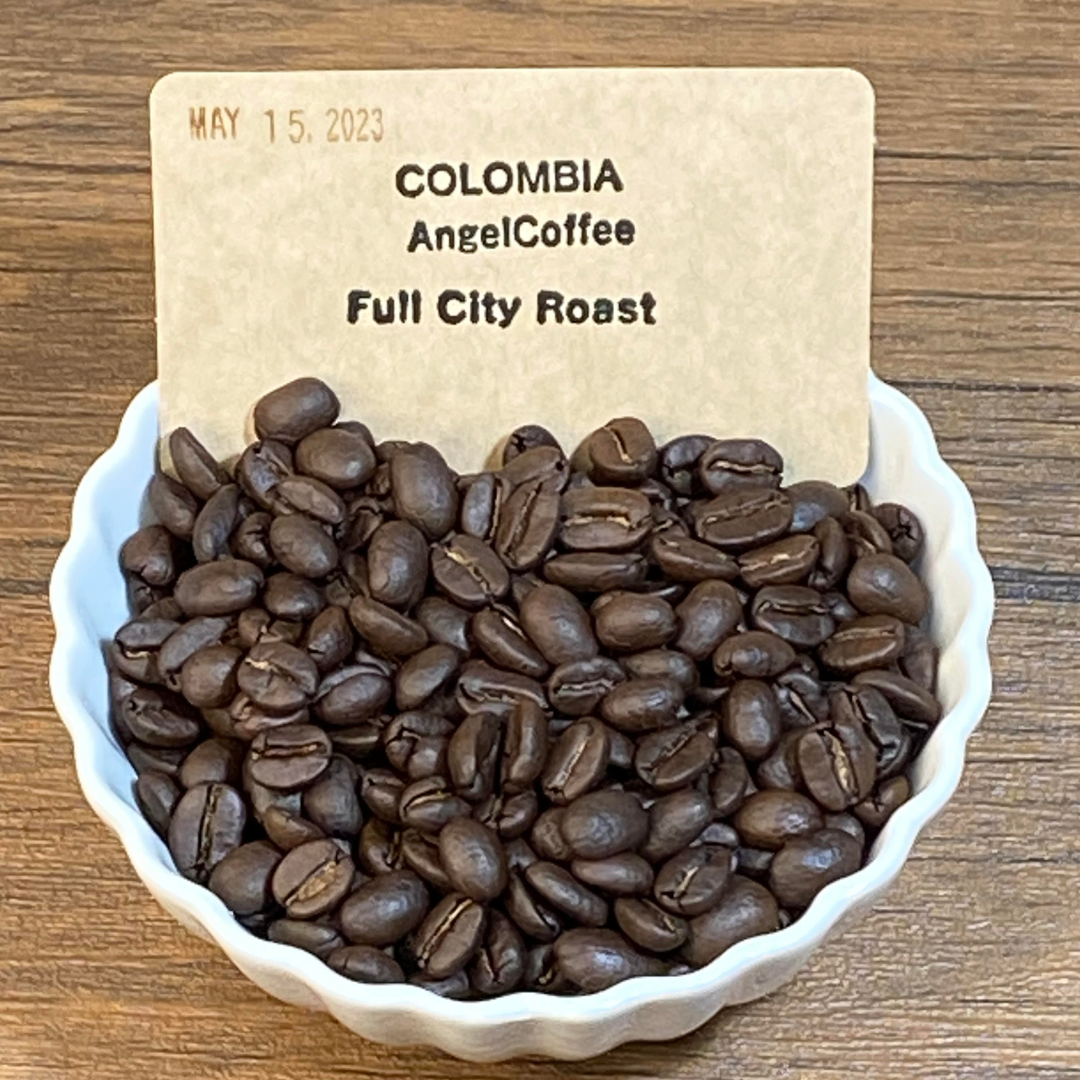 MAY 15. 2023
COLOMBIA
AngelCoffee
Full City Roast